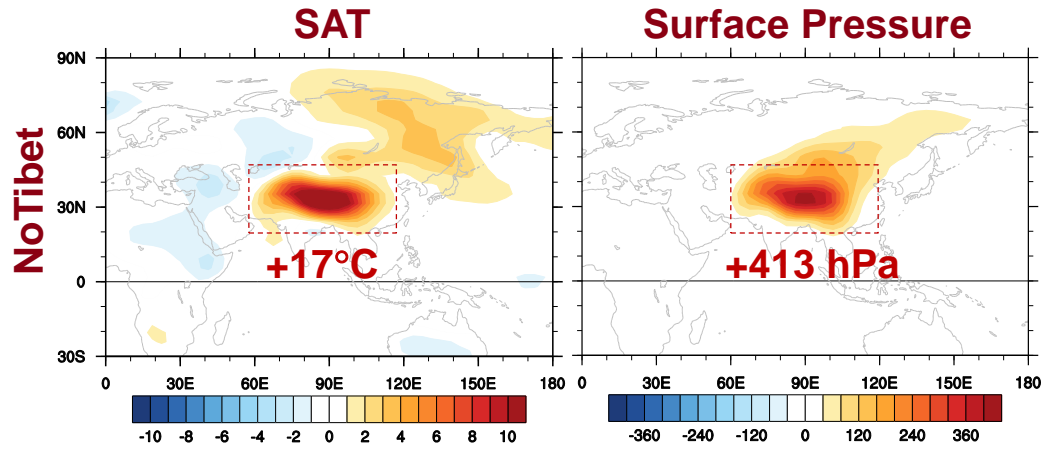 SAT
Surface Pressure
NoTibet
90N
60N
30N
0
30S
+17°C
+413 hPa
0 30E 60E 90E 120E 150E 180
0 30E 60E 90E 120E 150E 180
-10 -8 -6 -4 -2 0 2 4 6 8 10
-360 -240 -120 0 120 240 360